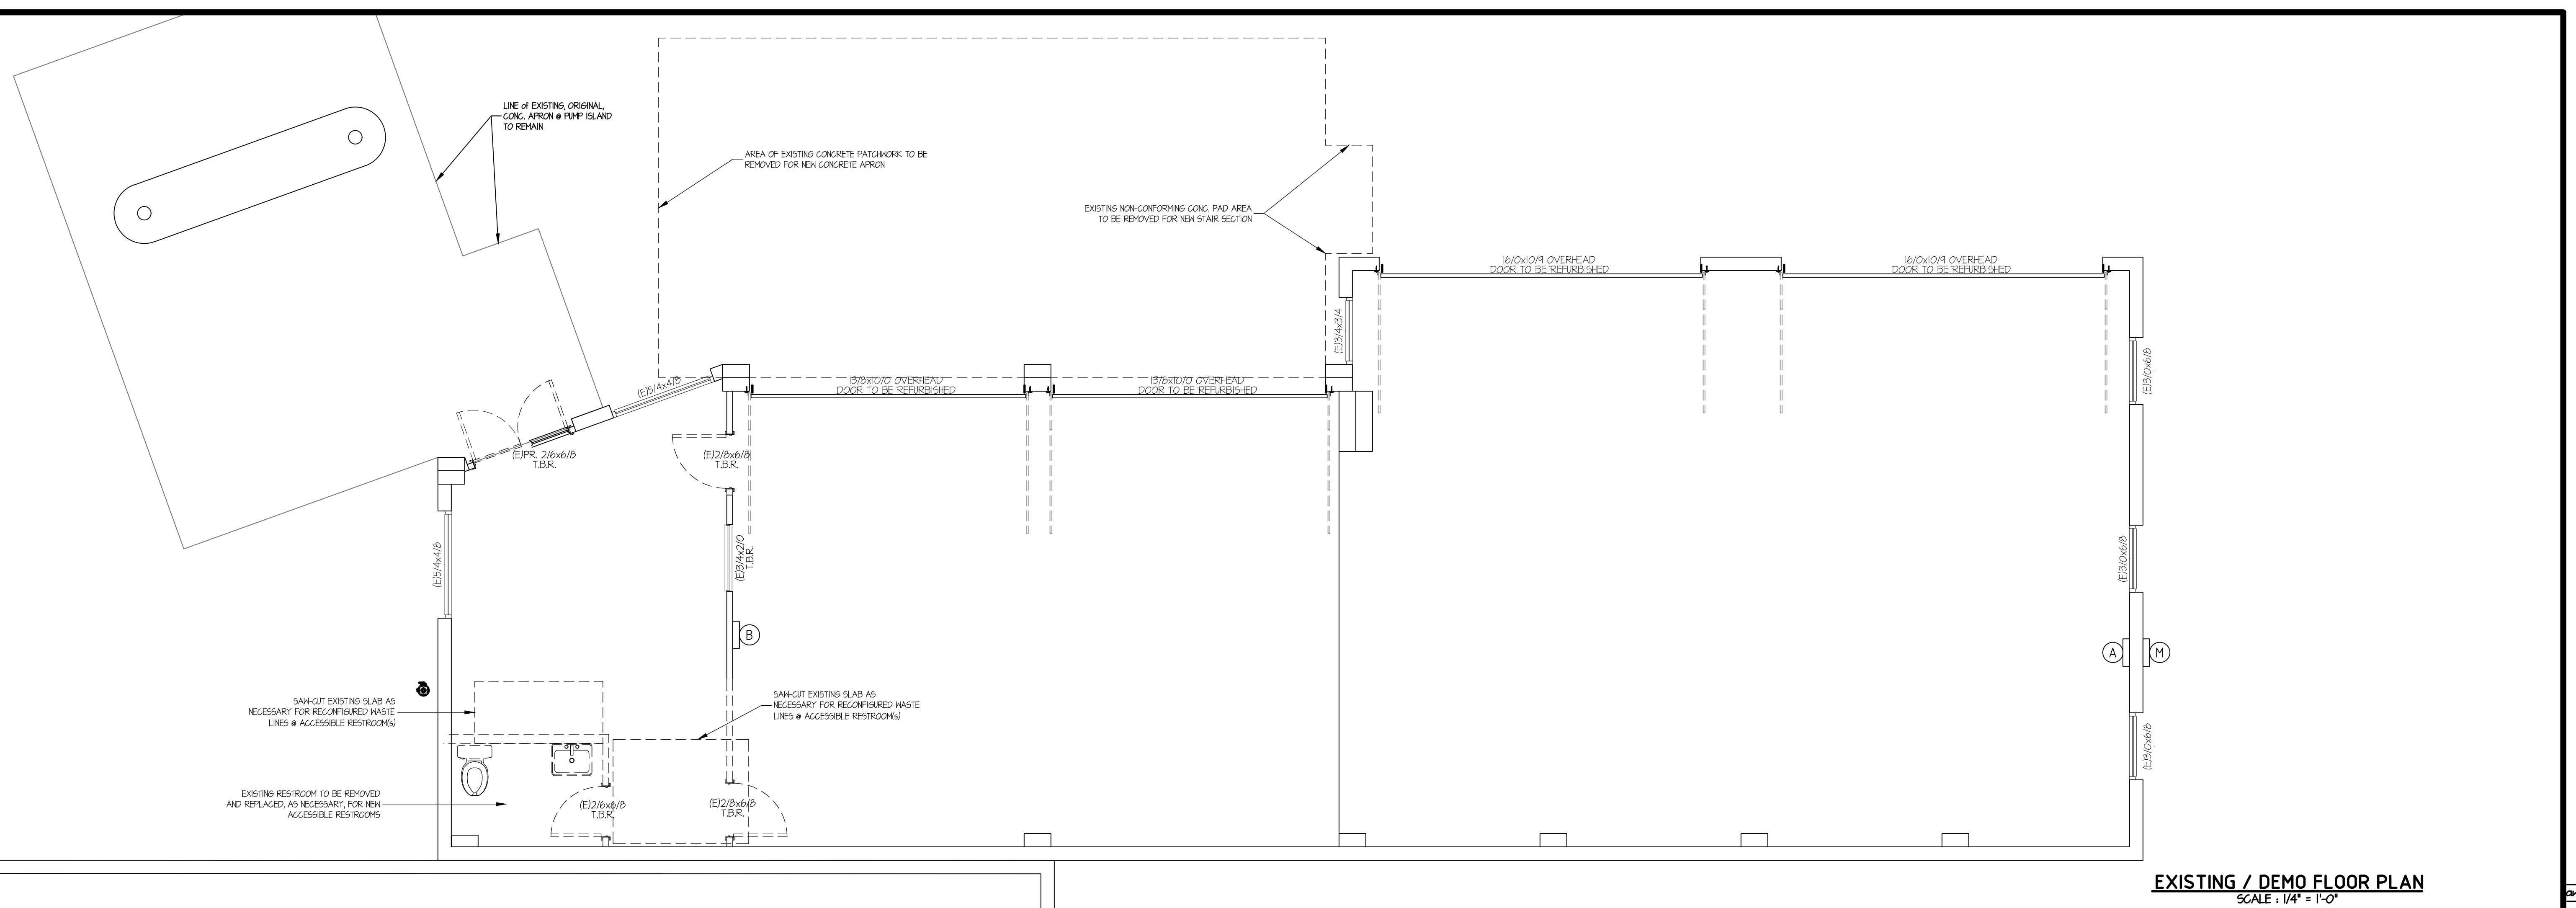 LINE of EXISTING, ORIGINAL,
CONC. APRON @ PUMP ISLAND
TO REMAIN
AREA OF EXISTING CONCRETE PATCHWORK TO BE
REMOVED FOR NEW CONCRETE APRON
EXISTING NON-CONFORMING CONC. PAD AREA
TO BE REMOVED FOR NEW STAIR SECTION
16/0x10/9 OVERHEAD
DOOR TO BE REFURBISHED
16/0x10/9 OVERHEAD
DOOR TO BE REFURBISHED
(E)3/4x3/4
(E)3/0x6/8
(E)5/4x4/8
13/8x10/0 OVERHEAD
DOOR TO BE REFURBISHED
13/8x10/0 OVERHEAD
DOOR TO BE REFURBISHED
(E)PR. 2/6x6/8
T.B.R.
(E)2/8x6/8
T.B.R.
(E)5/4x4/8
(E)3/4x2/0
T.B.R.
(E)3/0x6/8
B
A
M
SAW-CUT EXISTING SLAB AS
NECESSARY FOR RECONFIGURED WASTE
LINES @ ACCESSIBLE RESTROOM(s)
SAW-CUT EXISTING SLAB AS
NECESSARY FOR RECONFIGURED WASTE
LINES @ ACCESSIBLE RESTROOM(s)
(E)3/0x6/8
EXISTING RESTROOM TO BE REMOVED
AND REPLACED, AS NECESSARY, FOR NEW
ACCESSIBLE RESTROOMS
(E)2/6x6/8
T.B.R.
(E)2/8x6/8
T.B.R.
EXISTING / DEMO FLOOR PLAN
SCALE : 1/4" = 1'-0"